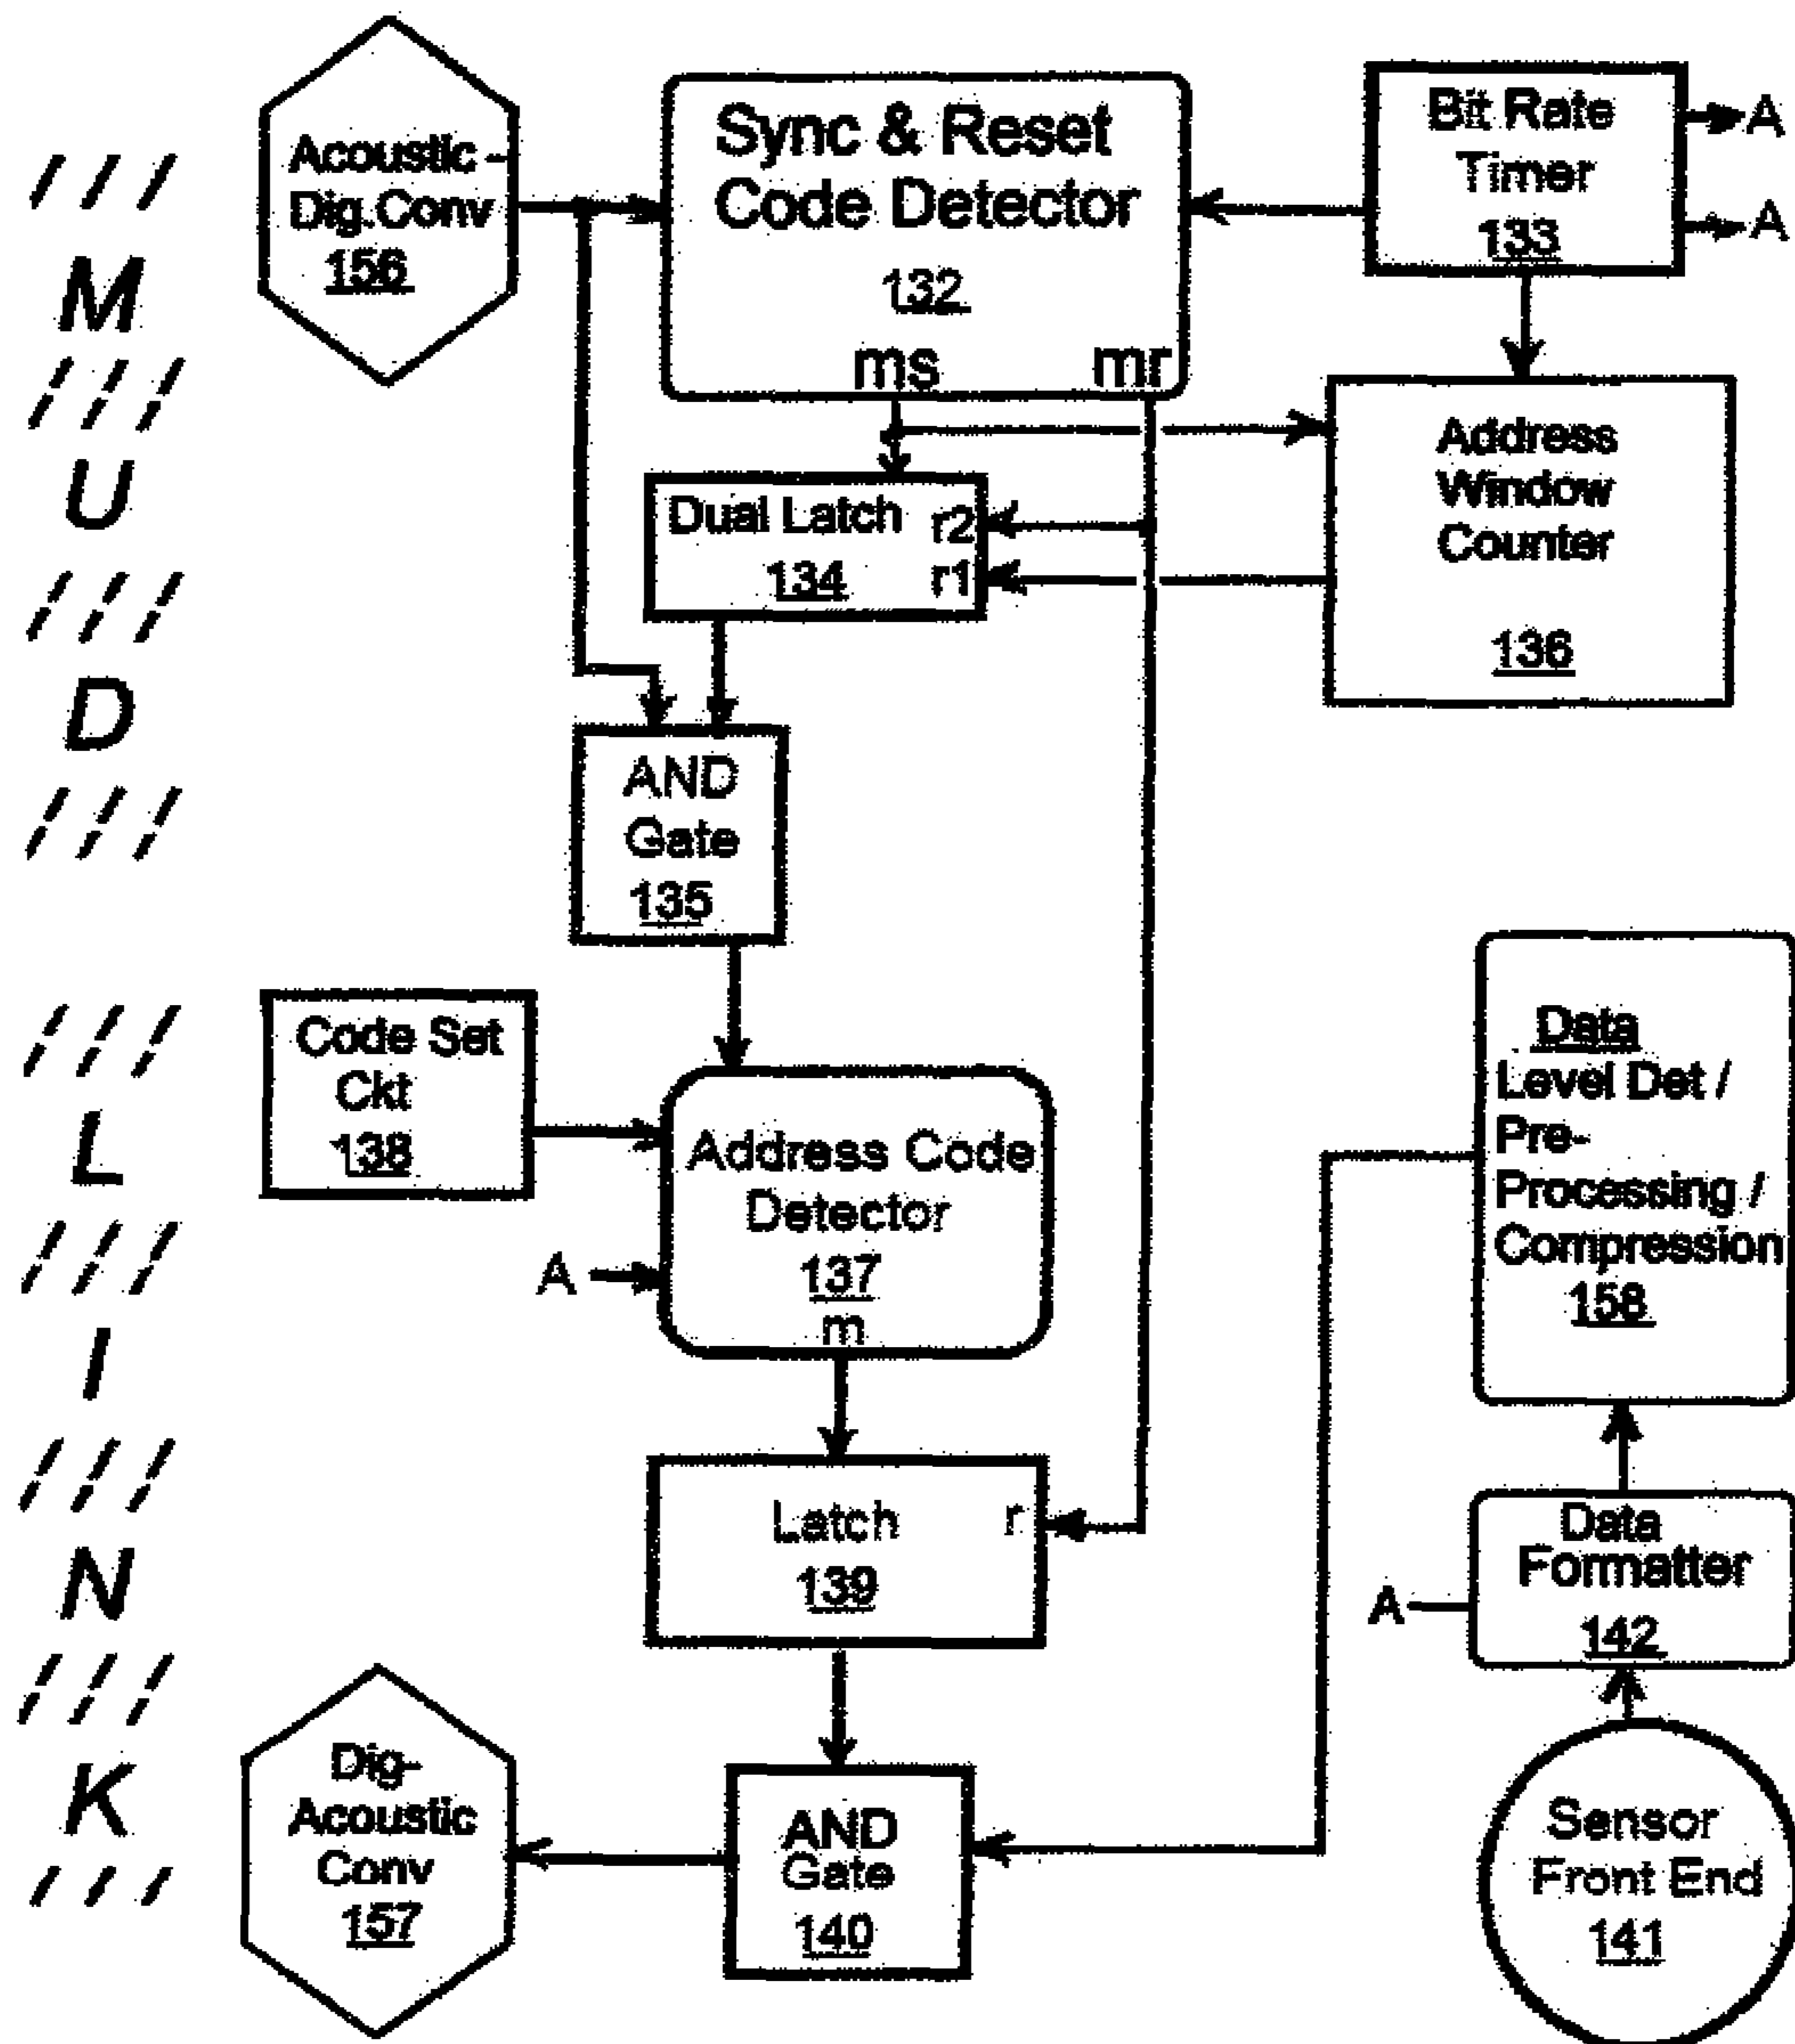 Acoustic -
Dig.Conv
156
Sync & Reset
Code Detector
132
ms
mr
Bit Rate
Timer
133
A
A
M
U
D
L
I
N
K
Address
Window
Counter
136
Dual Latch
134
r2
r1
AND
Gate
135
Code Set
Ckt
138
Address Code
Detector
137
m
A
Data
Level Det /
Pre-
Processing /
Compression
158
Latch
139
r
Data
Formatter
142
A
Dig-
Acoustic
Conv
157
AND
Gate
140
Sensor
Front End
141